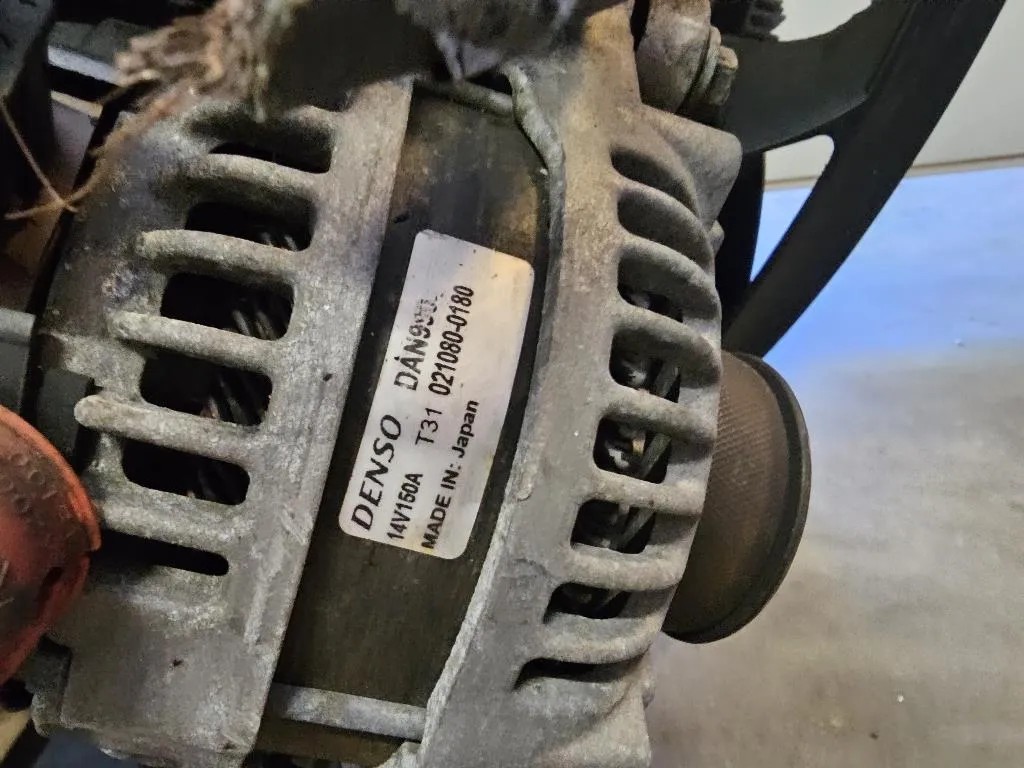 DENSO
14V150A T31 021080-0180
MADE IN: Japan